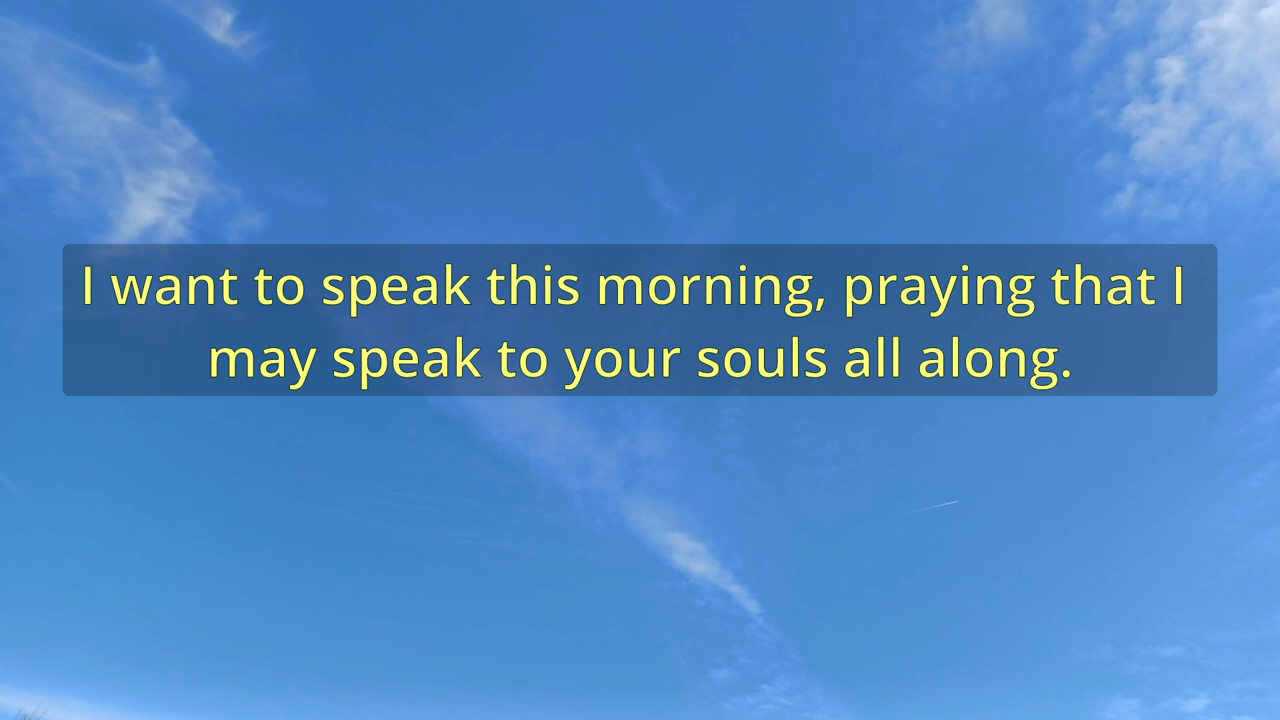 I want to speak this morning, praying that I
may speak to your souls all along.